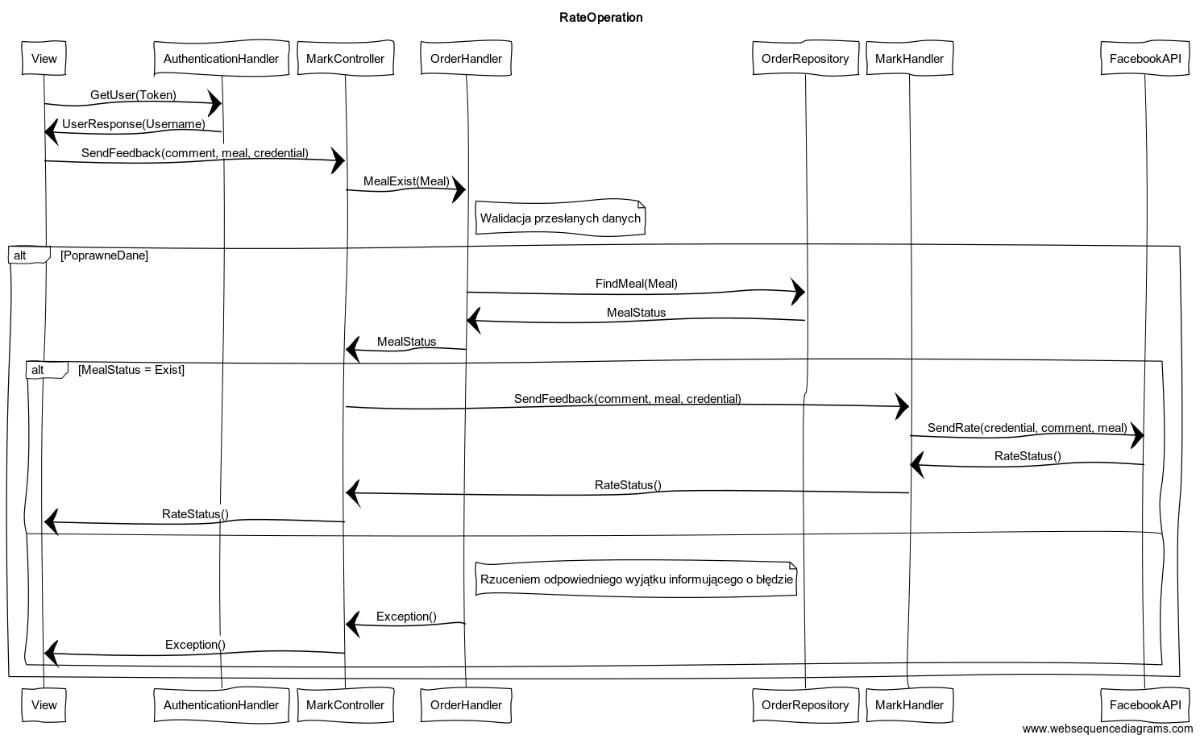 RateOperation
View
AuthenticationHandler
MarkController
OrderHandler
OrderRepository
MarkHandler
FacebookAPI
GetUser(Token)
UserResponse(Username)
SendFeedback(comment, meal, credential)
MealExist(Meal)
Walidacja przesłanych danych
alt
[PoprawneDane]
FindMeal(Meal)
MealStatus
MealStatus
alt
[MealStatus = Exist]
SendFeedback(comment, meal, credential)
SendRate(credential, comment, meal)
RateStatus()
RateStatus()
RateStatus()
Rzuceniem odpowiedniego wyjątku informującego o błędzie
Exception()
Exception()
View
AuthenticationHandler
MarkController
OrderHandler
OrderRepository
MarkHandler
FacebookAPI
www.websequencediagrams.com